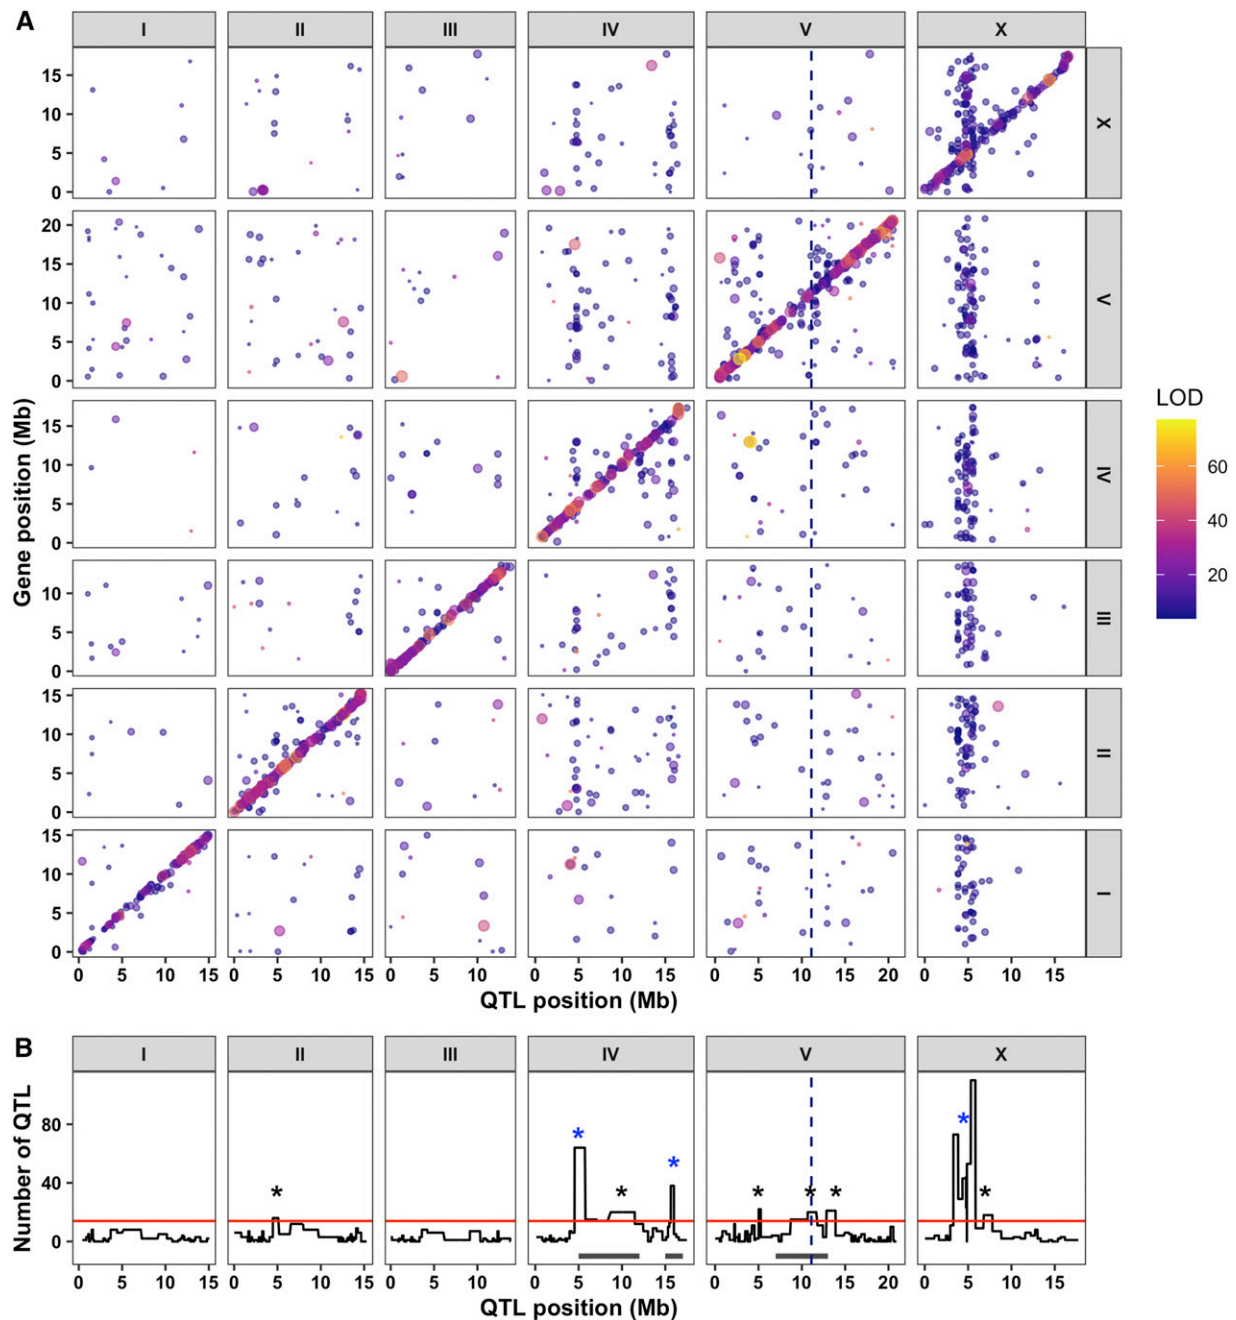 A
I II III IV V X
15 10 5 0 X
20 15 10 5 0 V
LOD
60
40
20
15 10 5 0 IV
Gene position (Mb)
10 5 0 III
15 10 5 0 II
15 10 5 0 I
0 5 10 15 0 5 10 15 0 5 10 0 5 10 15 0 5 10 15 20 0 5 10 15
QTL position (Mb)
B
I II III IV V X
Number of QTL
80
* * *
40
* * * * * *
0
0 5 10 15 0 5 10 15 0 5 10 0 5 10 15 0 5 10 15 20 0 5 10 15
QTL position (Mb)